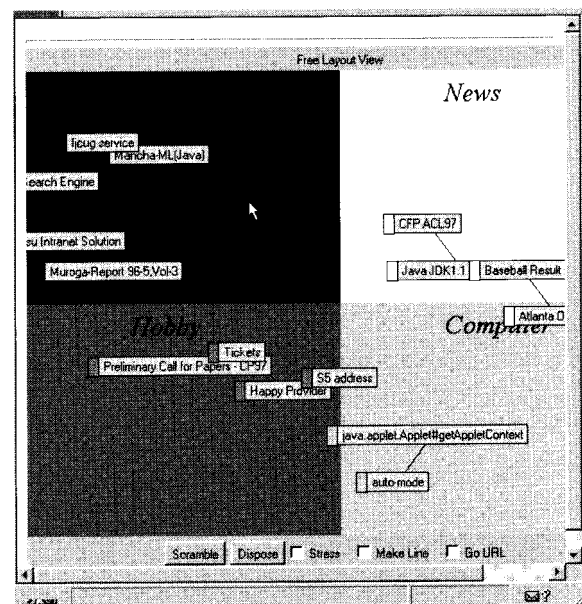 Free Layout View
News
ljcug service
Mancha-ML(Java)
earch Engine
CFP ACL97
su Intranet Solution
Muroga-Report 96-5,Vol-3
Java JDK1.1
Baseball Result
Atlanta O
Hobby
Computer
Tickets
Preliminary Call for Papers - CP97
S5 address
Happy Provider
java.applet.Applet#getAppletContext
auto-mode
Scramble Dispose Stress Make Line Go URL